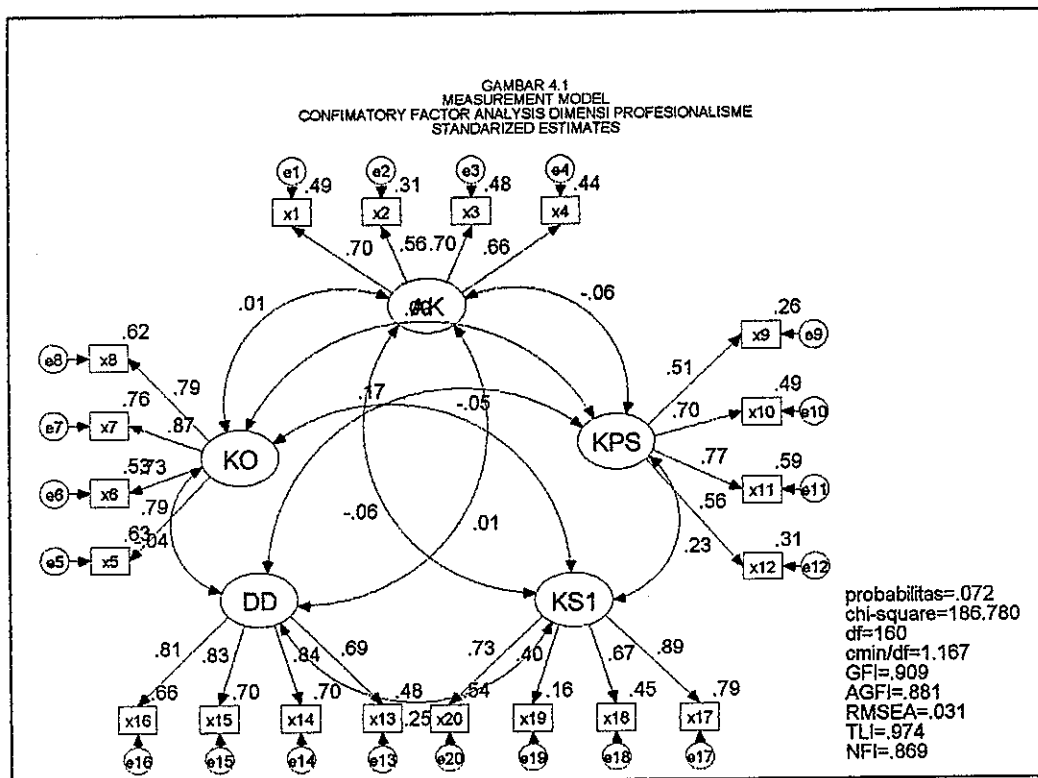 GAMBAR 4.1
MEASUREMENT MODEL
CONFIMATORY FACTOR ANALYSIS DIMENSI PROFESIONALISME
STANDARIZED ESTIMATES
e1 e2 e3 e4
.49 .31 .48 .44
x1 x2 x3 x4
.70 .56 .70 .66
AK
.01 -.06
.62 .26
e8 x8 x9 e9
.79 .51
.76 .17 -.05 .49
e7 x7 .87 .70 x10 e10
KO KPS
.53 .73 .77 .59
e6 x6 x11 e11
.79 .56
.63 -.04 -.06 .01 .23 .31
e5 x5 x12 e12
DD KS1
.81 .83 .84 .69 .73 .40 .67 .89
.66 .70 .70 .48 .54 .16 .45 .79
x16 x15 x14 x13 .25 x20 x19 x18 x17
e16 e15 e14 e13 e20 e19 e18 e17
probabilitas=.072
chi-square=186.780
df=160
cmin/df=1.167
GFI=.909
AGFI=.881
RMSEA=.031
TLI=.974
NFI=.869